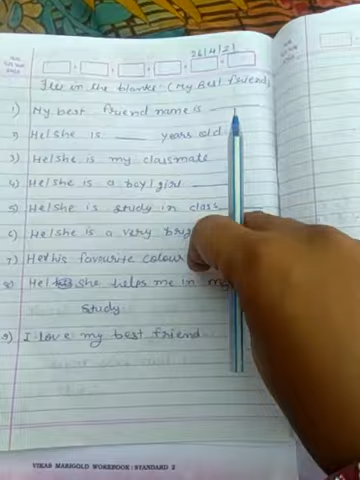 26/4/21
Fill in the blanks (My Best friend)
1) My best friend name is
2) He/she is ____ years old.
3) He/she is my classmate
4) He/she is a boy/girl
5) He/she is study in class
6) He/she is a very
7) Her/his favourite colour
8) He/she helps me in my
study
9) I love my best friend
VIKAS MARIGOLD WORKBOOK : STANDARD 2